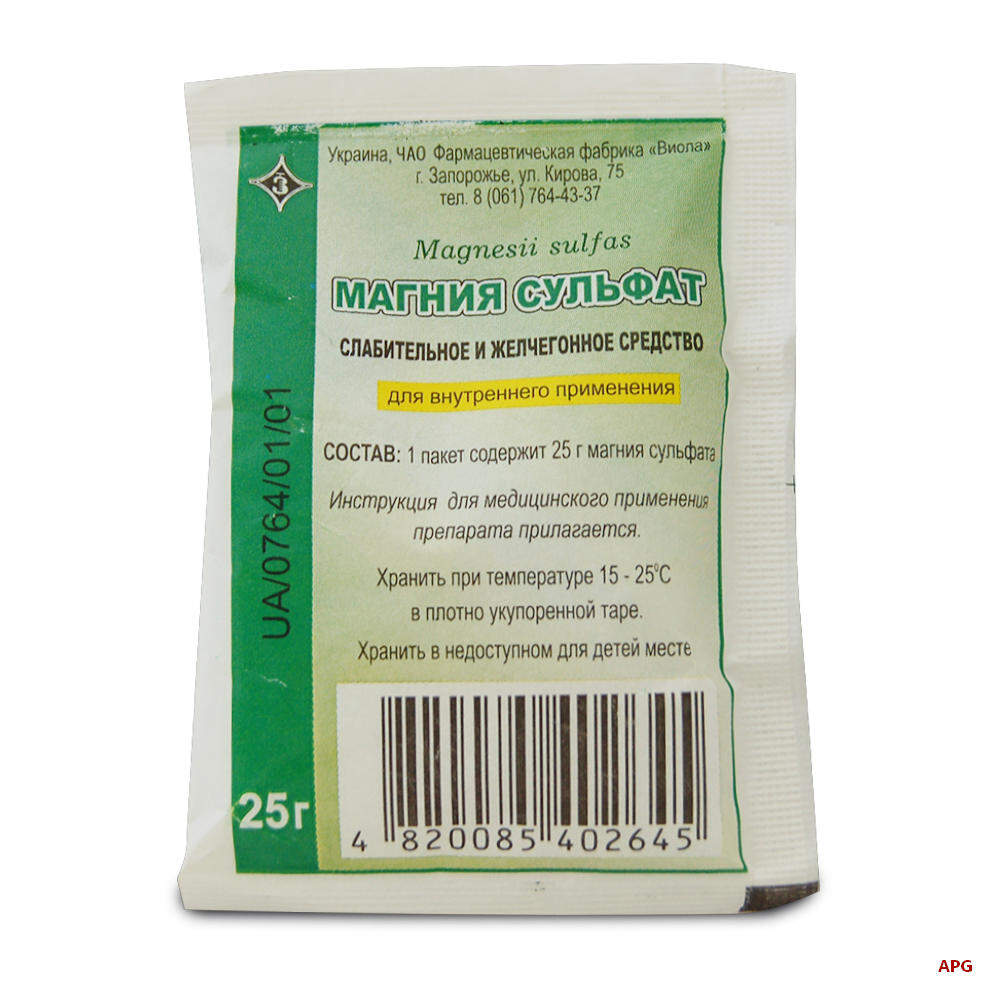 Украина, ЧАО Фармацевтическая фабрика «Виола»
г. Запорожье, ул. Кирова, 75
тел. 8 (061) 764-43-37
Magnesii sulfas
МАГНИЯ СУЛЬФАТ
СЛАБИТЕЛЬНОЕ И ЖЕЛЧЕГОННОЕ СРЕДСТВО
для внутреннего применения
СОСТАВ: 1 пакет содержит 25 г магния сульфата
Инструкция для медицинского применения
препарата прилагается.
Хранить при температуре 15 - 25°C
в плотно укупоренной таре.
Хранить в недоступном для детей месте
UA/0764/01/01
25г
4 820085 402645
APG